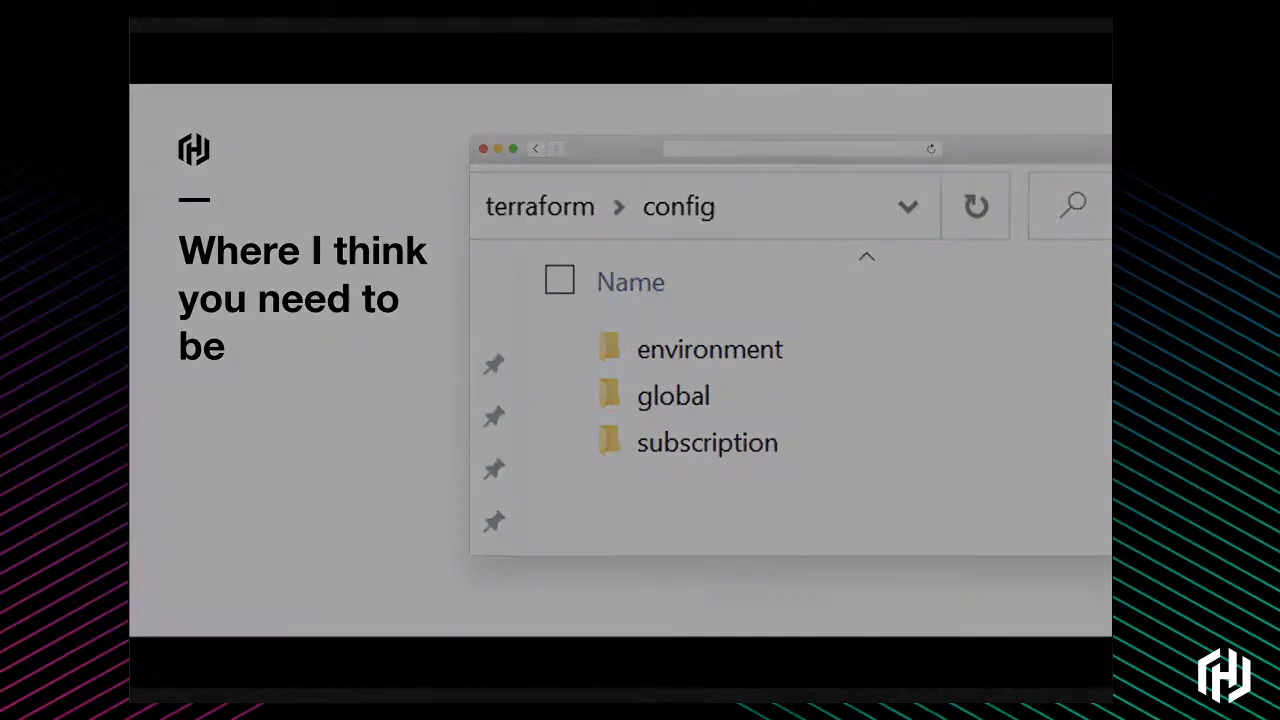 Where I think
you need to
be
terraform > config
Name
environment
global
subscription